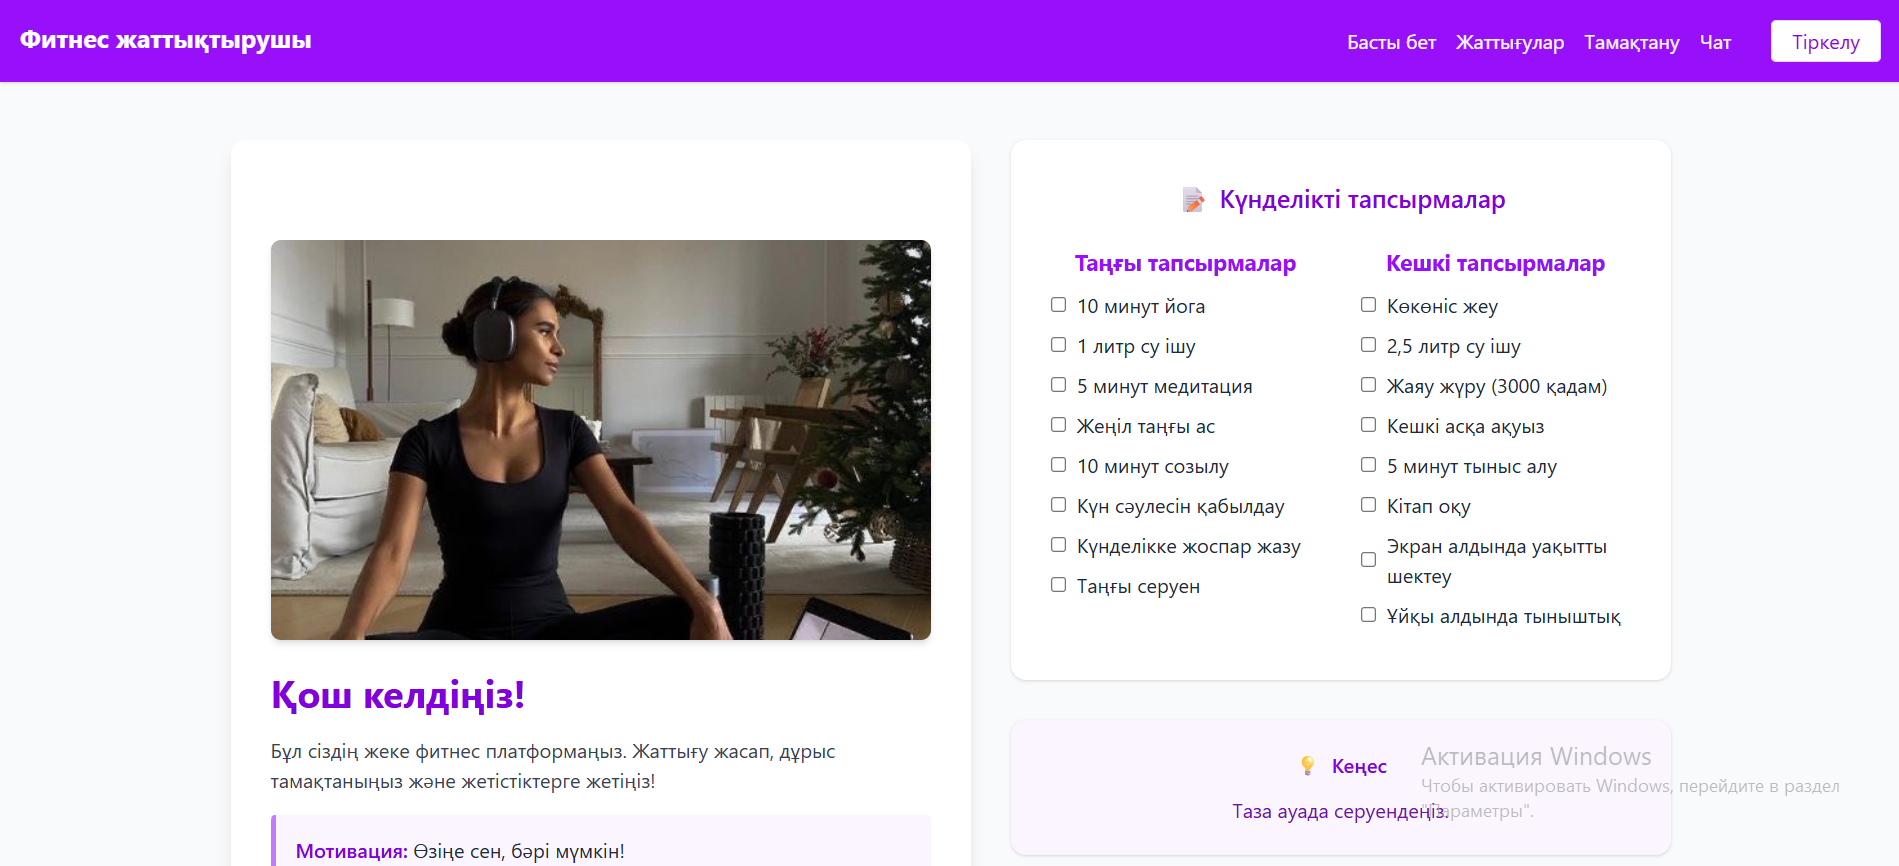 Фитнес жаттықтырушы
Басты бет
Жаттығулар
Тамақтану
Чат
Тіркелу
Қош келдіңіз!
Бұл сіздің жеке фитнес платформаңыз. Жаттығу жасап, дұрыс
тамақтаныңыз және жетістіктерге жетіңіз!
Мотивация: Өзіңе сен, бәрі мүмкін!
Күнделікті тапсырмалар
Таңғы тапсырмалар
10 минут йога
1 литр су ішу
5 минут медитация
Жеңіл таңғы ас
10 минут созылу
Күн сәулесін қабылдау
Күнделікке жоспар жазу
Таңғы серуен
Кешкі тапсырмалар
Көкөніс жеу
2,5 литр су ішу
Жаяу жүру (3000 қадам)
Кешкі асқа ақуыз
5 минут тыныс алу
Кітап оқу
Экран алдында уақытты
шектеу
Ұйқы алдында тыныштық
Кеңес
Таза ауада серуендеңіз.
Активация Windows
Чтобы активировать Windows, перейдите в раздел
"Параметры".